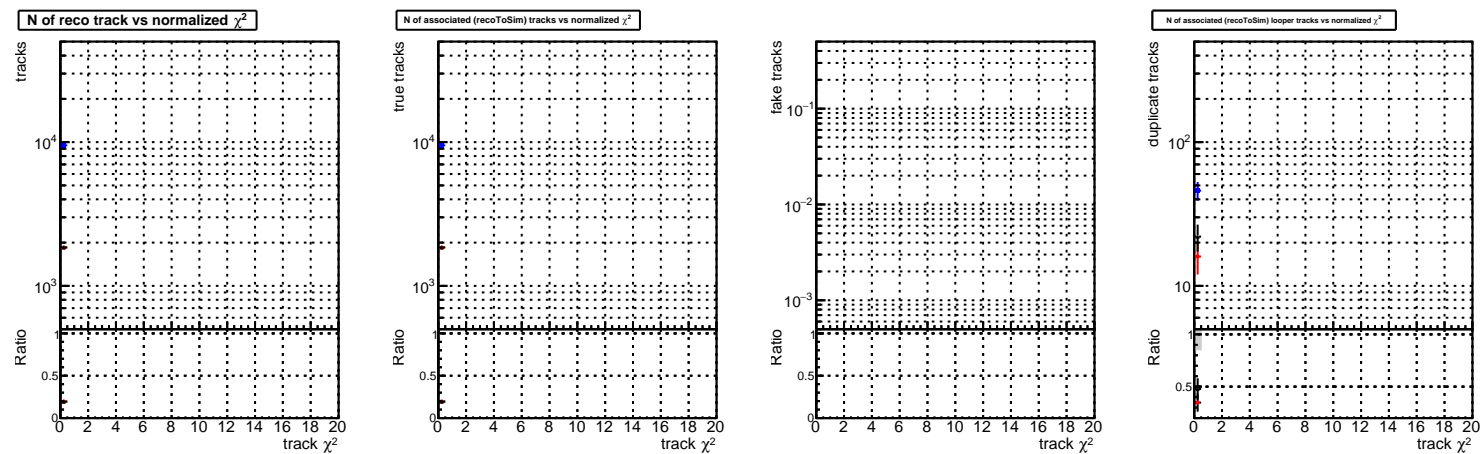 N of reco track vs normalized χ²
tracks
10⁴
10³
Ratio
1
0.5
0
0 2 4 6 8 10 12 14 16 18 20
track χ²
N of associated (recoToSim) tracks vs normalized χ²
true tracks
10⁴
10³
Ratio
1
0.5
0
0 2 4 6 8 10 12 14 16 18 20
track χ²
fake tracks
10⁻¹
10⁻²
10⁻³
Ratio
1
0.5
0
0 2 4 6 8 10 12 14 16 18 20
track χ²
N of associated (recoToSim) looper tracks vs normalized χ²
duplicate tracks
10²
10
Ratio
1
0.5
0 2 4 6 8 10 12 14 16 18 20
track χ²